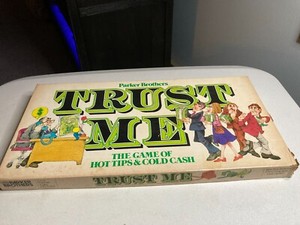 Parker Brothers
TRUST
ME
THE GAME OF
HOT TIPS & COLD CASH
TRUST ME